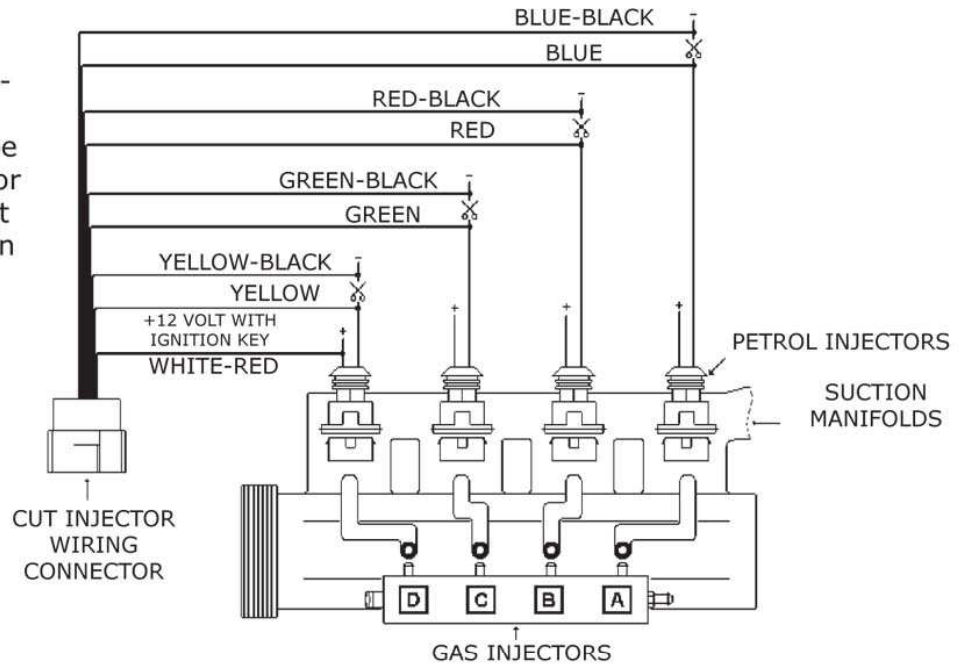 BLUE-BLACK
BLUE
RED-BLACK
RED
GREEN-BLACK
GREEN
YELLOW-BLACK
YELLOW
+12 VOLT WITH
IGNITION KEY
WHITE-RED
-
e
or
t
n
-
-
-
-
+
+
+
+
PETROL INJECTORS
SUCTION
MANIFOLDS
CUT INJECTOR
WIRING
CONNECTOR
D C B A
GAS INJECTORS